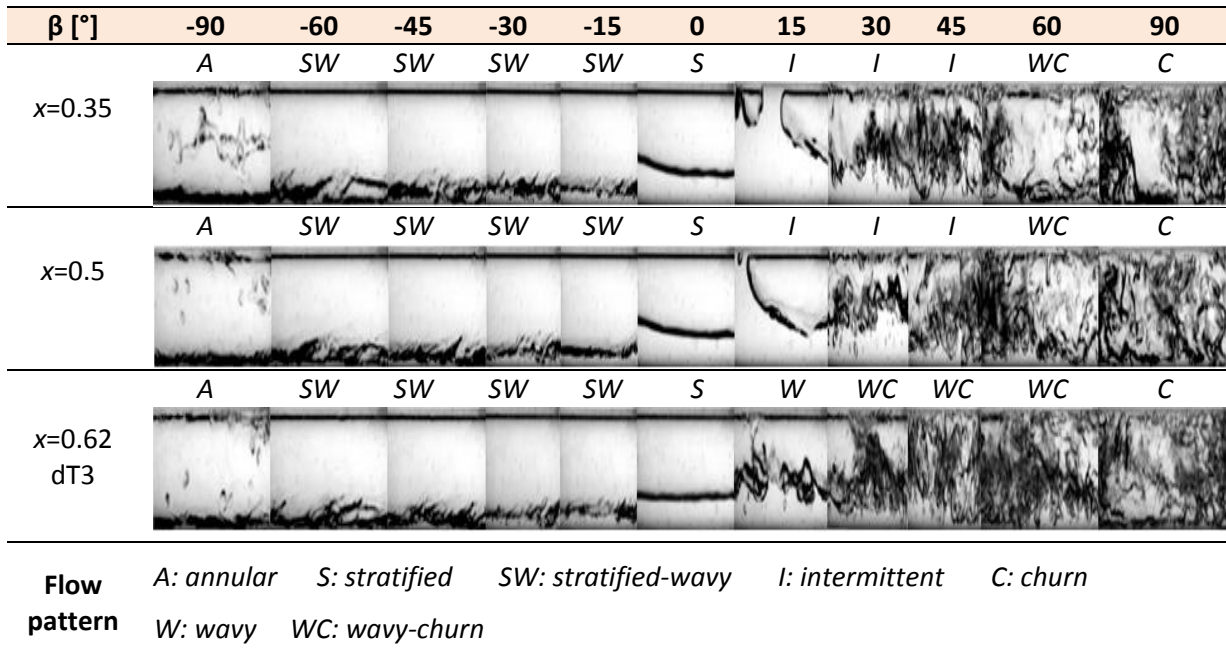 β [°] -90 -60 -45 -30 -15 0 15 30 45 60 90
A SW SW SW SW S I I I WC C
x=0.35
A SW SW SW SW S I I I WC C
x=0.5
A SW SW SW SW S W WC WC WC C
x=0.62
dT3
Flow
pattern
A: annular S: stratified SW: stratified-wavy I: intermittent C: churn
W: wavy WC: wavy-churn